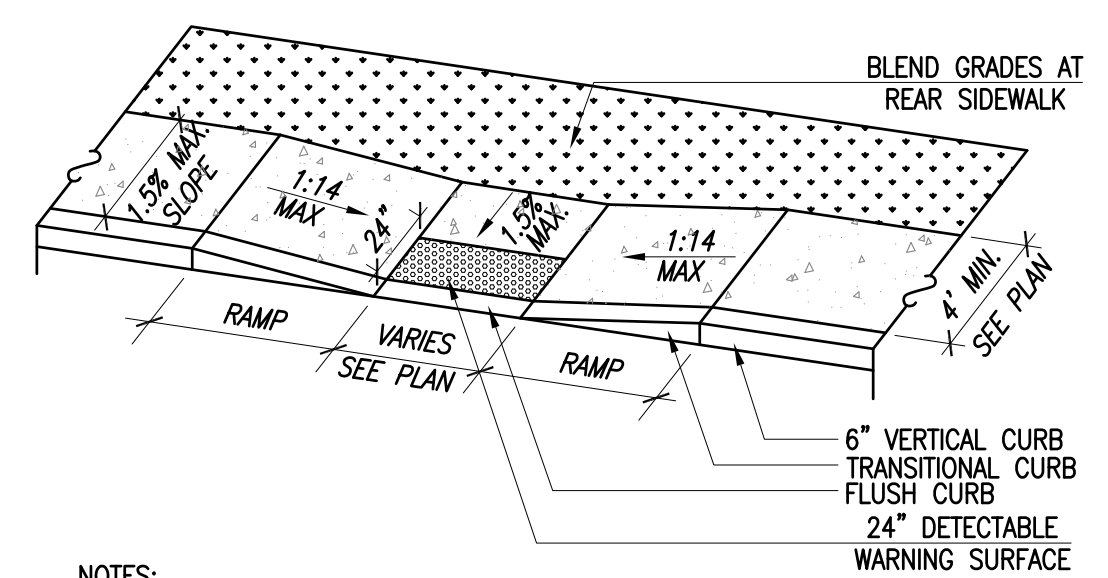 BLEND GRADES AT
REAR SIDEWALK
1.5% MAX.
SLOPE
1:14
MAX
24"
1.5%
MAX.
1:14
MAX
4' MIN.
SEE PLAN
RAMP
VARIES
SEE PLAN
RAMP
6" VERTICAL CURB
TRANSITIONAL CURB
FLUSH CURB
24" DETECTABLE
WARNING SURFACE
NOTES: